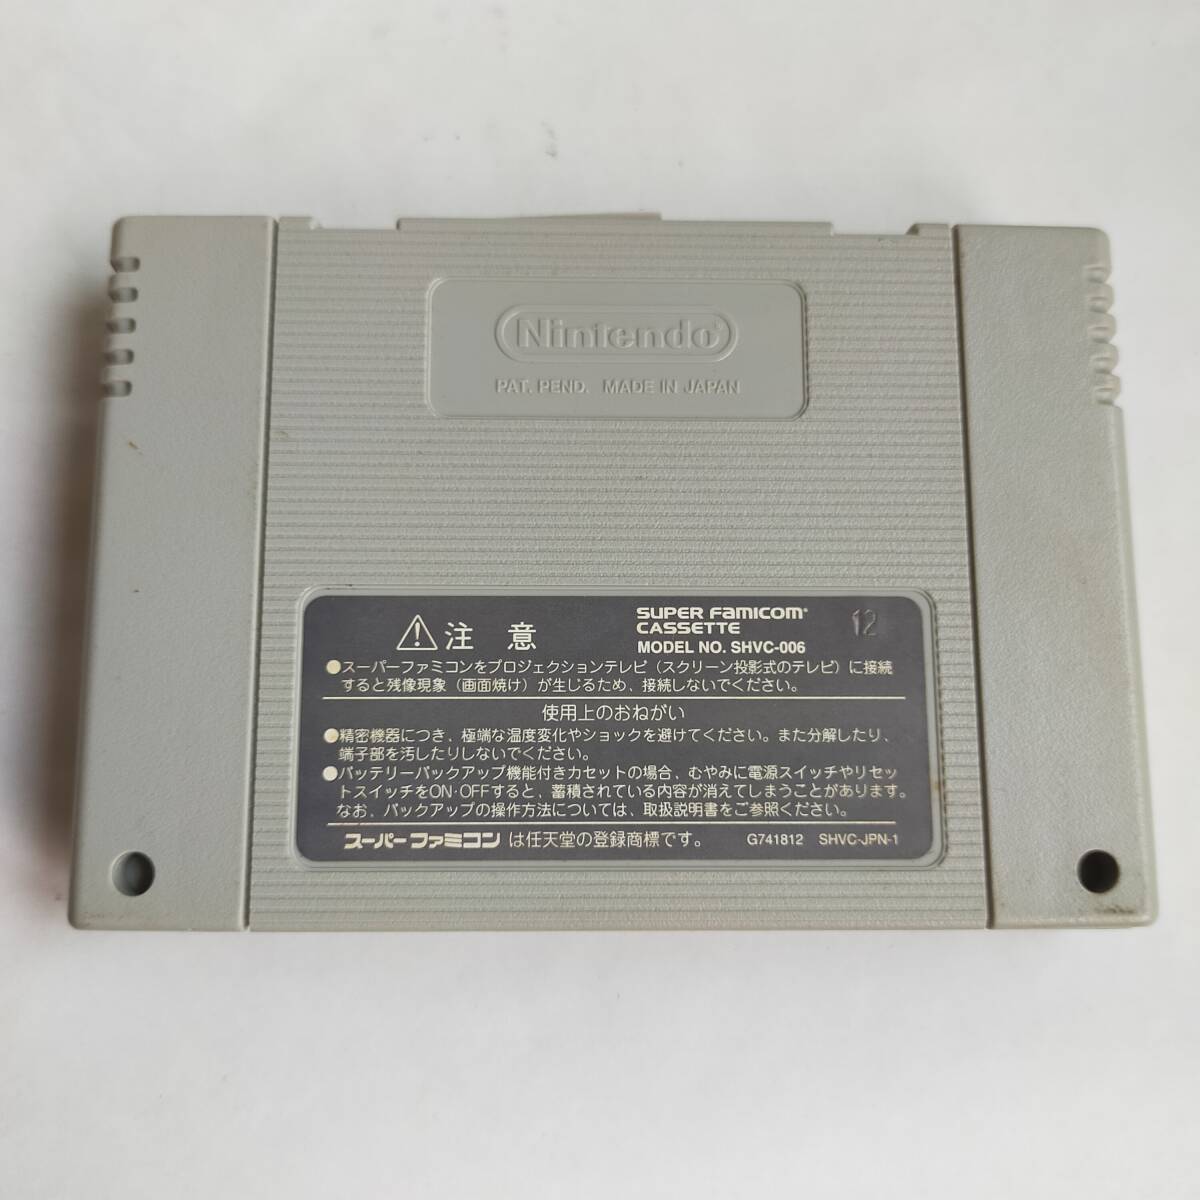 Nintendo
PAT. PEND. MADE IN JAPAN
注意
SUPER FAMICOM
CASSETTE
MODEL NO. SHVC-006
12
●スーパーファミコンをプロジェクションテレビ（スクリーン投影式のテレビ）に接続
すると残像現象（画面焼け）が生じるため、接続しないでください。
使用上のおねがい
●精密機器につき、極端な温度変化やショックを避けてください。また分解したり、
端子部を汚したりしないでください。
●バッテリーバックアップ機能付きカセットの場合、むやみに電源スイッチやリセッ
トスイッチをON・OFFすると、蓄積されている内容が消えてしまうことがあります。
なお、バックアップの操作方法については、取扱説明書をご参照ください。
スーパーファミコン は任天堂の登録商標です。 G741812 SHVC-JPN-1